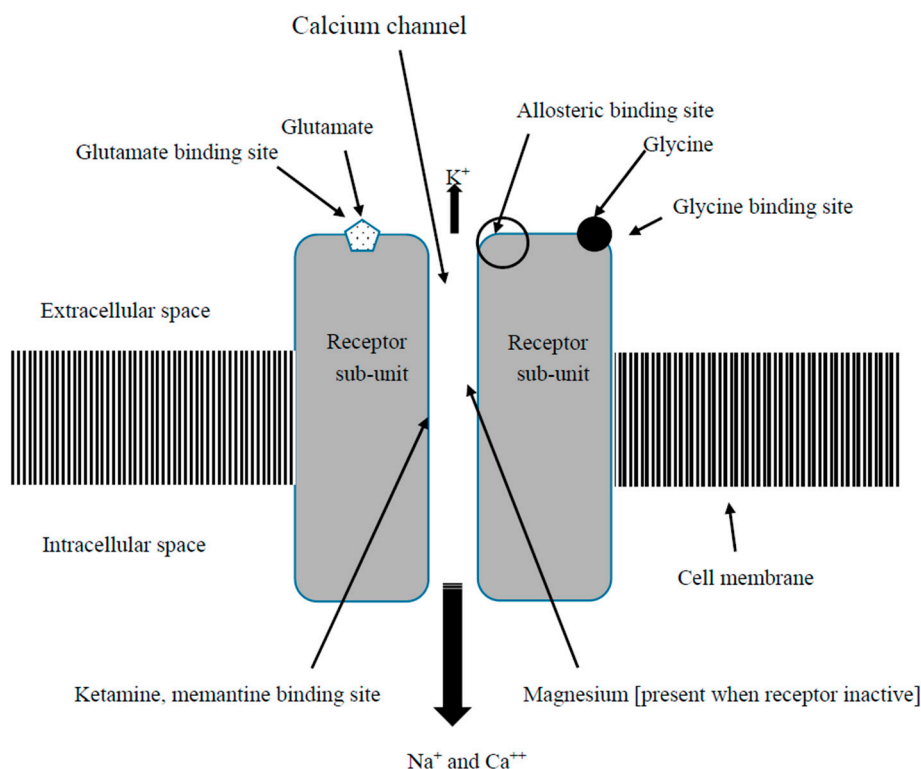 Calcium channel
Allosteric binding site
Glutamate
Glycine
Glutamate binding site
K⁺
Glycine binding site
Extracellular space
Receptor
sub-unit
Receptor
sub-unit
Intracellular space
Cell membrane
Ketamine, memantine binding site
Magnesium [present when receptor inactive]
Na⁺ and Ca⁺⁺